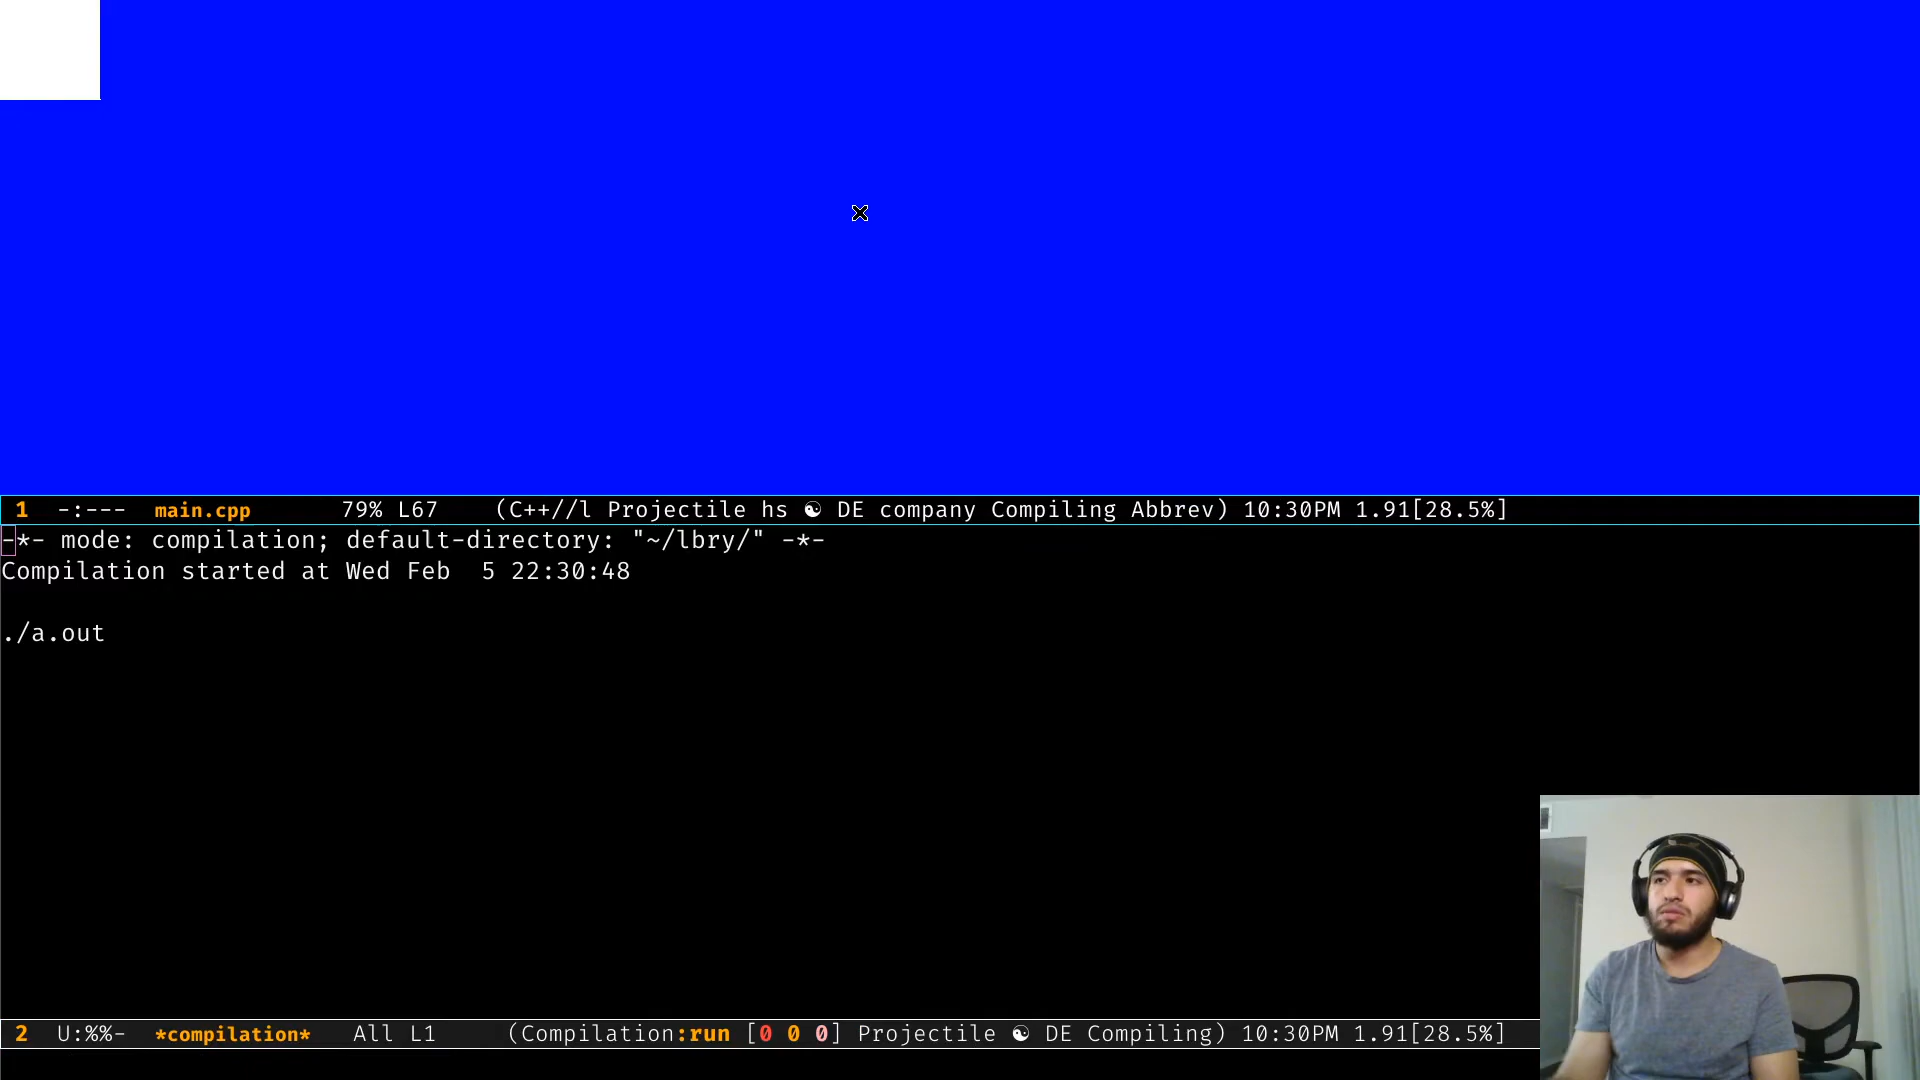 1 -:--- main.cpp 79% L67 (C++//l Projectile hs ☯ DE company Compiling Abbrev) 10:30PM 1.91[28.5%]
-*- mode: compilation; default-directory: "~/lbry/" -*-
Compilation started at Wed Feb  5 22:30:48
./a.out
2 U:%%- *compilation* All L1 (Compilation:run [0 0 0] Projectile ☯ DE Compiling) 10:30PM 1.91[28.5%]